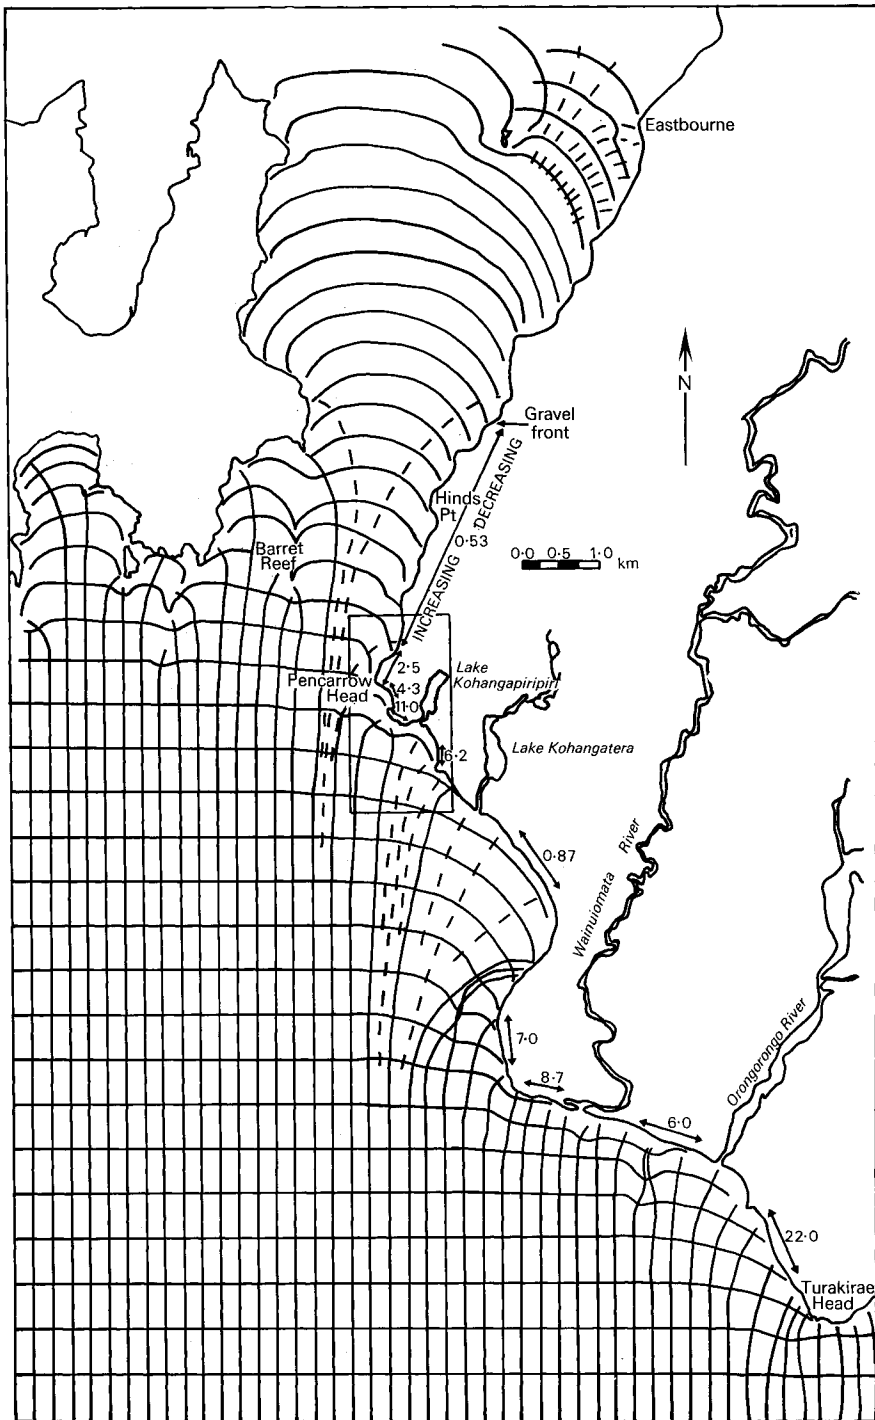 Eastbourne
N
Gravel
front
DECREASING
Hinds
Pt
0·53
INCREASING
0·0 0·5 1·0
km
Barret
Reef
2·5
Lake
Kohangapiripiri
Pencarrow
Head
4·3
11·0
6·2
Lake Kohangatera
0·87
Wainuiomata River
7·0
8·7
Orongorongo River
6·0
22·0
Turakirae
Head